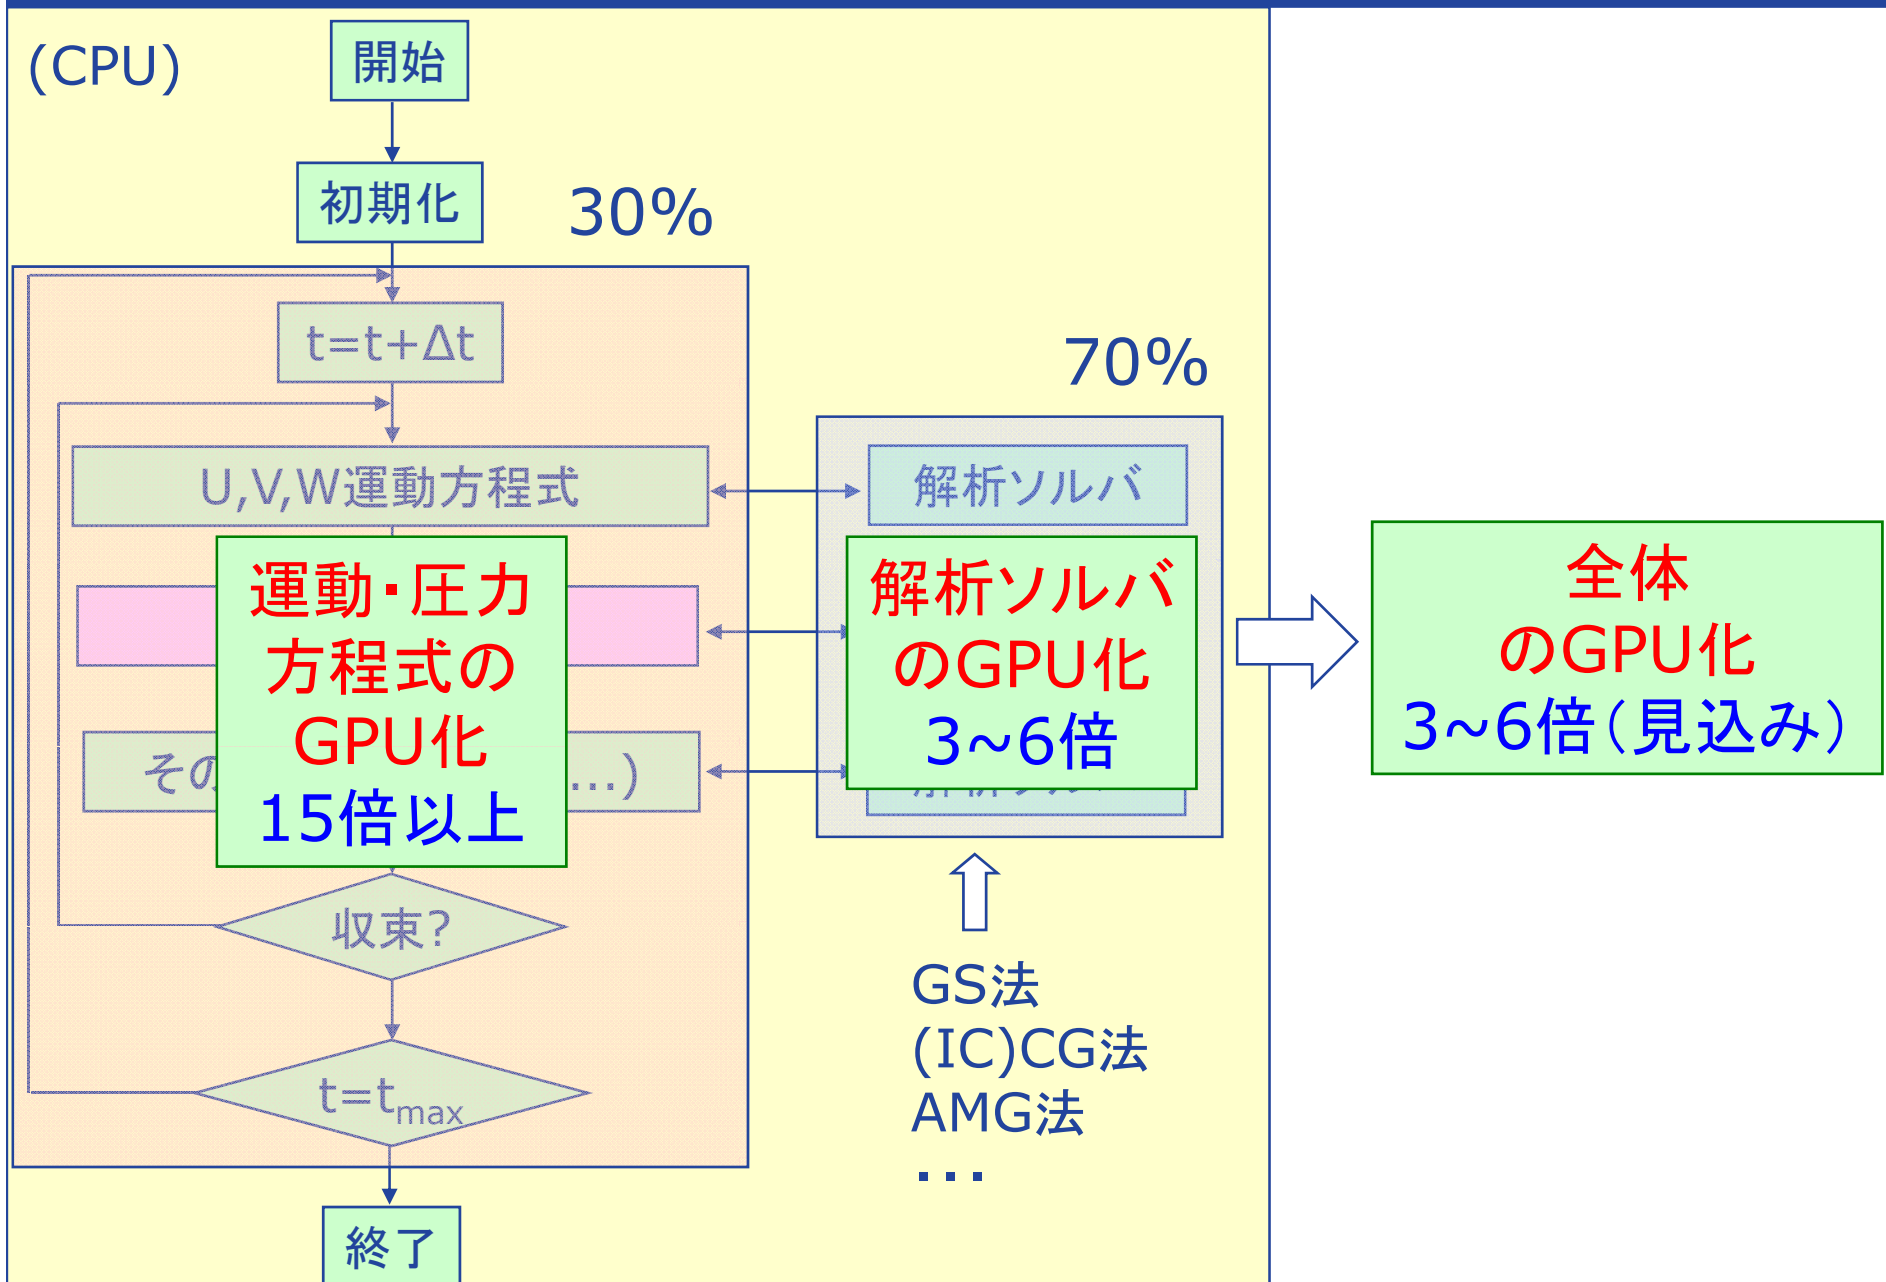 (CPU)
開始
初期化
30%
t=t+Δt
70%
U,V,W運動方程式
解析ソルバ
運動・圧力
方程式の
GPU化
15倍以上
解析ソルバ
のGPU化
3~6倍
全体
のGPU化
3~6倍(見込み)
...)
収束?
t=tmax
GS法
(IC)CG法
AMG法
...
終了